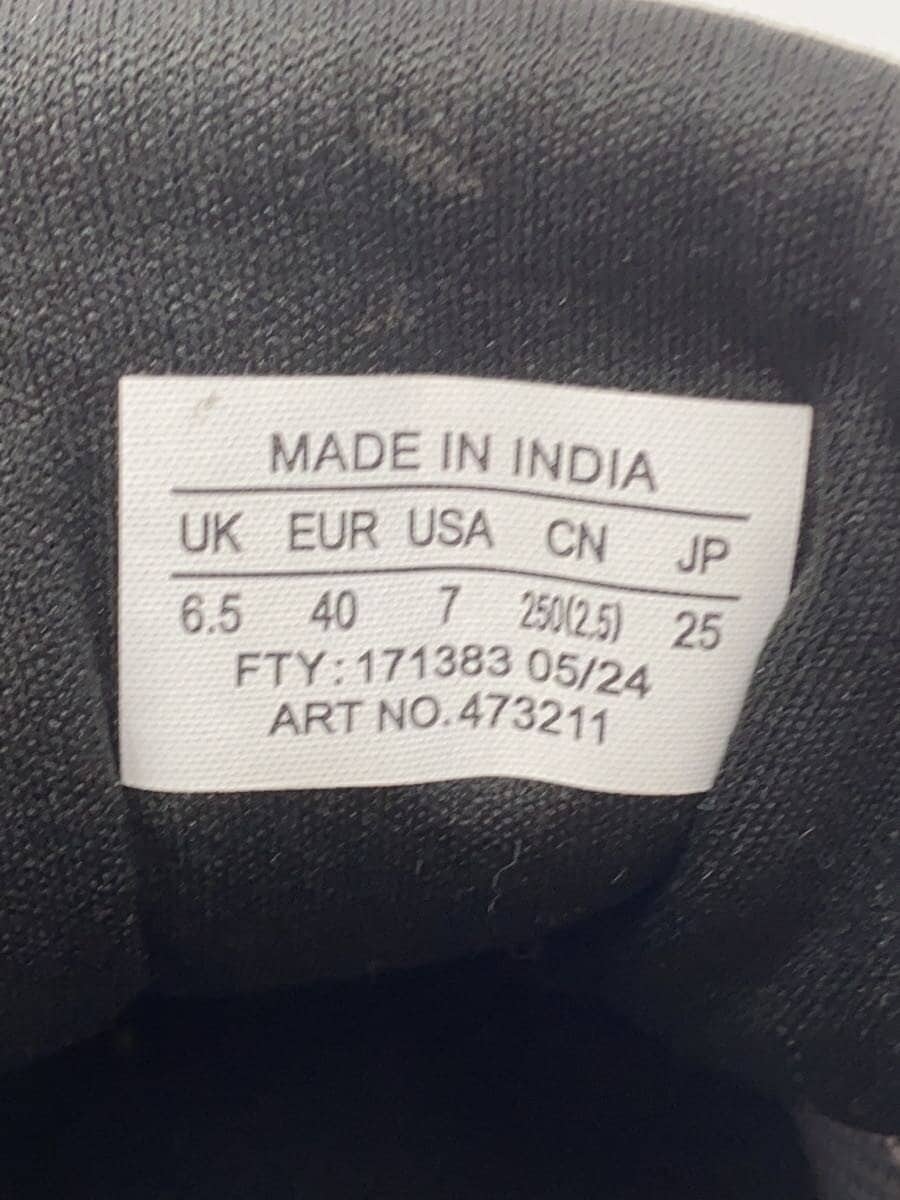 MADE IN INDIA
UK EUR USA CN JP
6.5 40 7 250(2.5) 25
FTY: 171383 05/24
ART NO. 473211